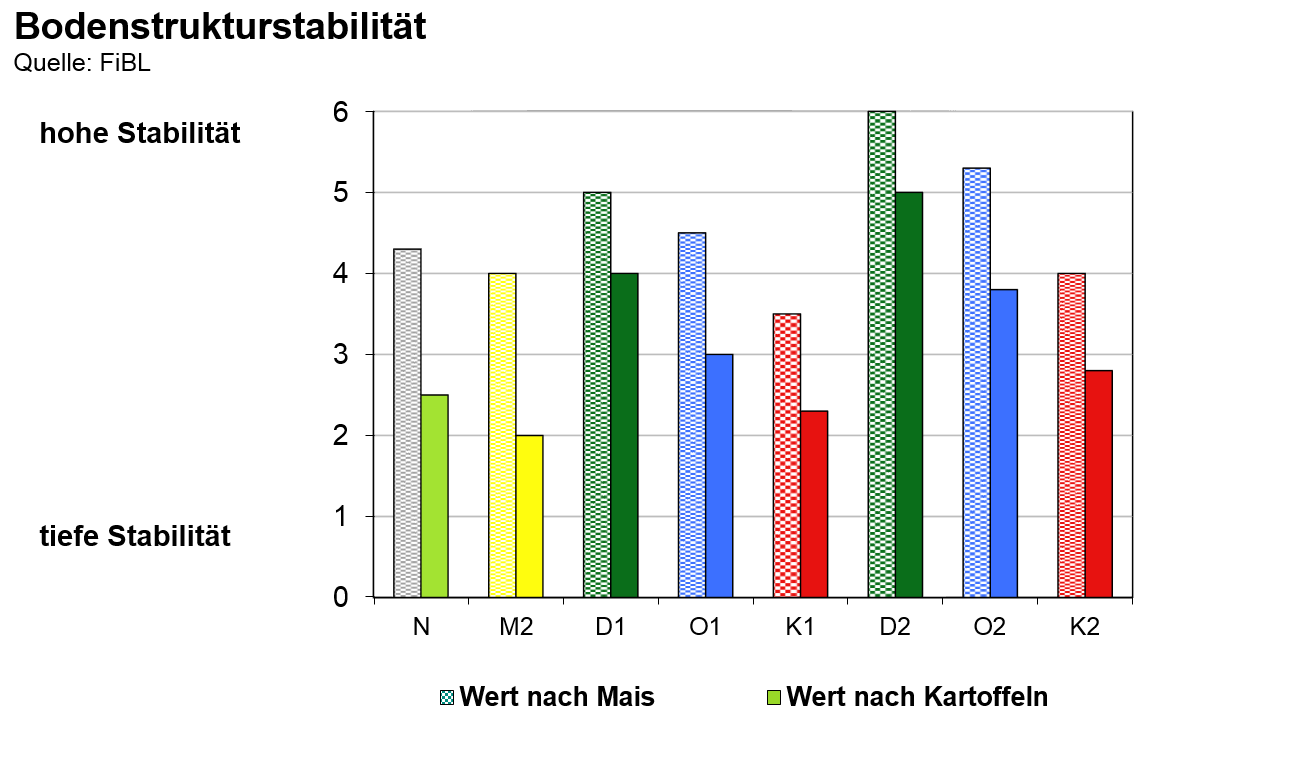 Bodenstrukturstabilität
Quelle: FiBL
hohe Stabilität
tiefe Stabilität
6
5
4
3
2
1
0
N M2 D1 O1 K1 D2 O2 K2
Wert nach Mais Wert nach Kartoffeln